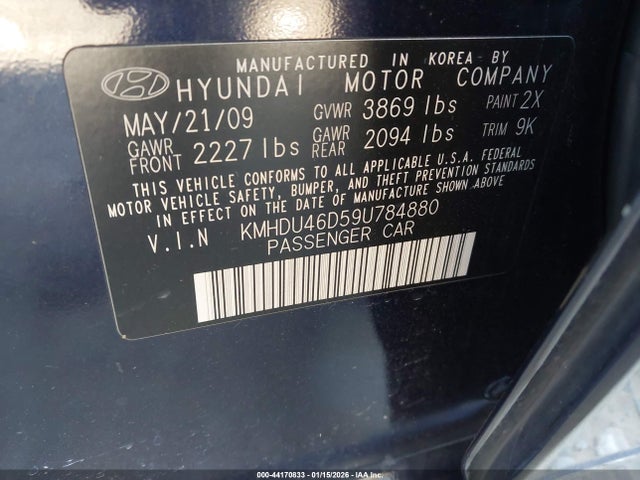 MANUFACTURED IN KOREA BY
HYUNDAI MOTOR COMPANY
MAY/21/09 GVWR 3869 lbs PAINT 2X
GAWR FRONT 2227 lbs GAWR REAR 2094 lbs TRIM 9K
THIS VEHICLE CONFORMS TO ALL APPLICABLE U.S.A. FEDERAL
MOTOR VEHICLE SAFETY, BUMPER, AND THEFT PREVENTION STANDARDS
IN EFFECT ON THE DATE OF MANUFACTURE SHOWN ABOVE
V.I.N KMHDU46D59U784880
PASSENGER CAR
000-44170833 - 01/15/2026 - IAA Inc.